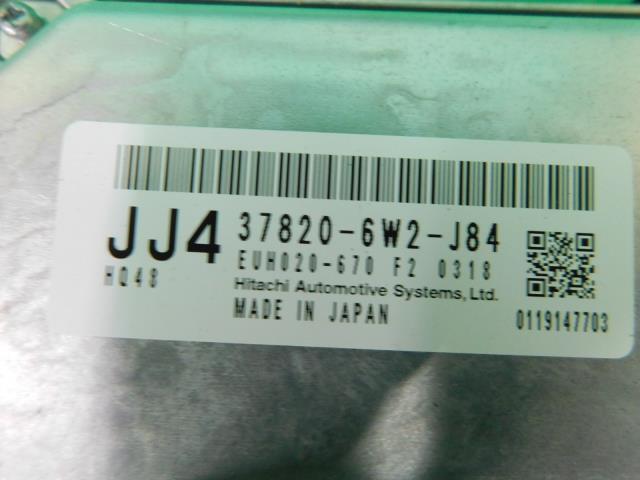 JJ4 37820-6W2-J84
HQ48 EUH020-670 F2 0318
Hitachi Automotive Systems, Ltd.
MADE IN JAPAN
0119147703